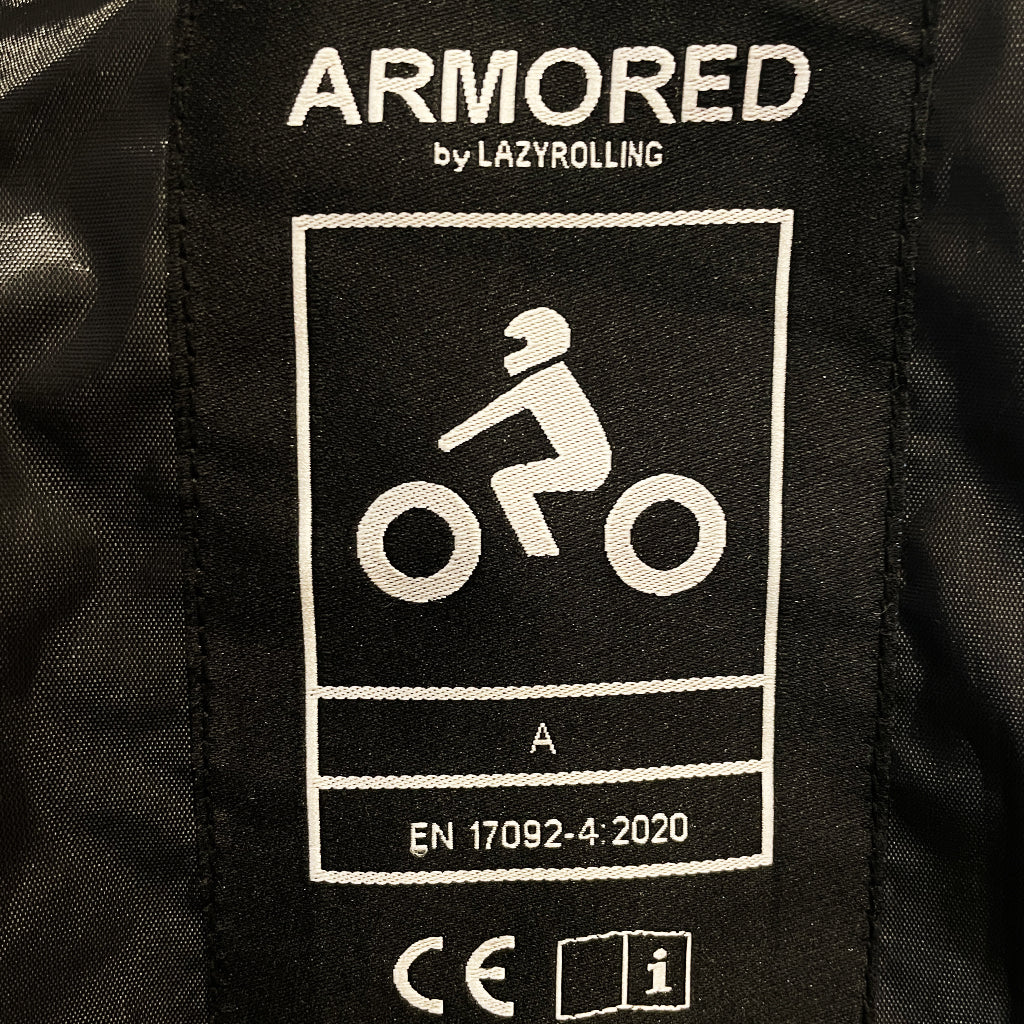 ARMORED
by LAZYROLLING
A
EN 17092-4:2020
CE i